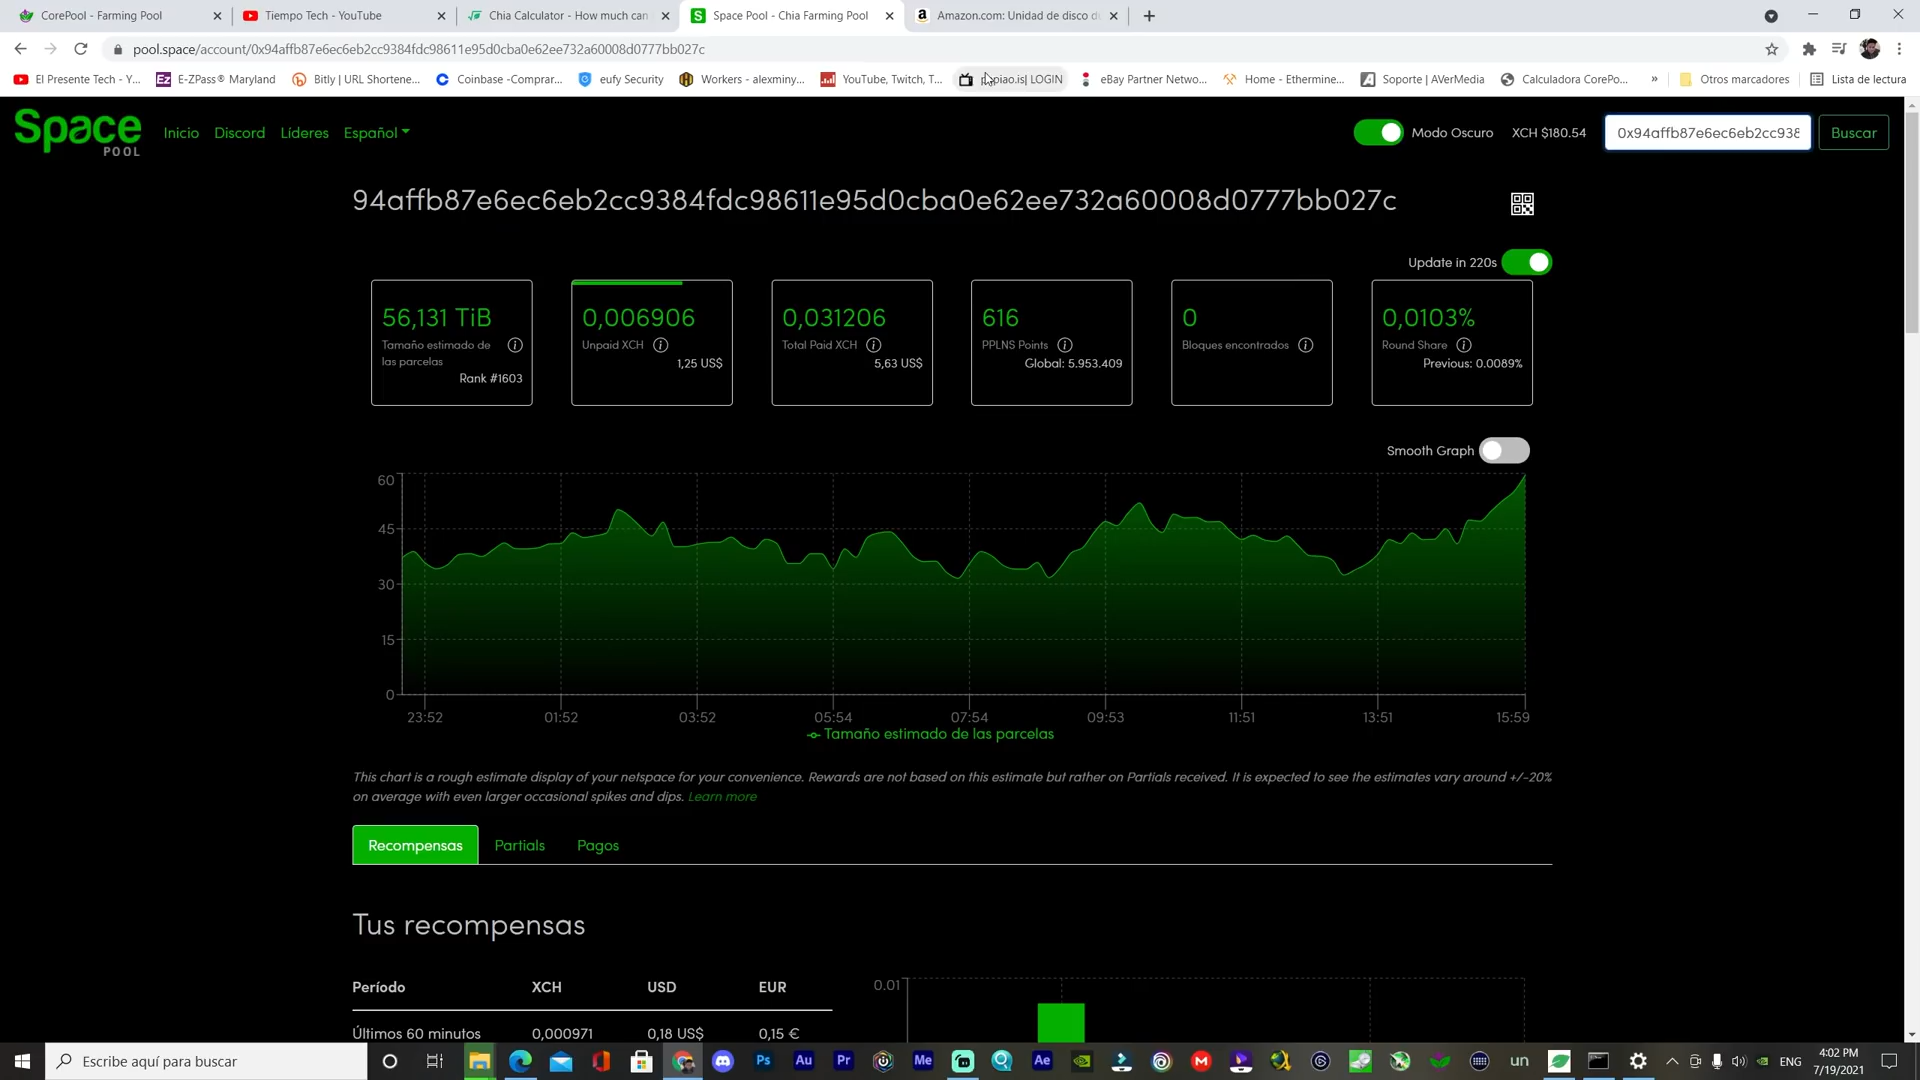 CorePool - Farming Pool
Tiempo Tech - YouTube
Chia Calculator - How much can
Space Pool - Chia Farming Pool
Amazon.com: Unidad de disco d
pool.space/account/0x94affb87e6ec6eb2cc9384fdc98611e95d0cba0e62ee732a60008d0777bb027c
El Presente Tech - Y...
E-ZPass® Maryland
Bitly | URL Shortene...
Coinbase -Comprar...
eufy Security
Workers - alexminy...
YouTube, Twitch, T...
LOGIN
eBay Partner Netwo...
Home - Ethermine...
Soporte | AVerMedia
Calculadora CorePo...
»
Otros marcadores
Lista de lectura
Space
POOL
Inicio
Discord
Líderes
Español
Modo Oscuro
XCH $180.54
0x94affb87e6ec6eb2cc938
Buscar
94affb87e6ec6eb2cc9384fdc98611e95d0cba0e62ee732a60008d0777bb027c
Update in 220s
56,131 TiB
Tamaño estimado de
las parcelas
Rank #1603
0,006906
Unpaid XCH
1,25 US$
0,031206
Total Paid XCH
5,63 US$
616
PPLNS Points
Global: 5.953.409
0
Bloques encontrados
0,0103%
Round Share
Previous: 0.0089%
Smooth Graph
60
45
30
15
0
23:52
01:52
03:52
05:54
07:54
09:53
11:51
13:51
15:59
Tamaño estimado de las parcelas
This chart is a rough estimate display of your netspace for your convenience. Rewards are not based on this estimate but rather on Partials received. It is expected to see the estimates vary around +/-20%
on average with even larger occasional spikes and dips. Learn more
Recompensas
Partials
Pagos
Tus recompensas
Período
XCH
USD
EUR
Últimos 60 minutos
0,000971
0,18 US$
0,15 €
0.01
Escribe aquí para buscar
Ps
Au
Pr
Me
Ae
un
ENG
4:02 PM
7/19/2021